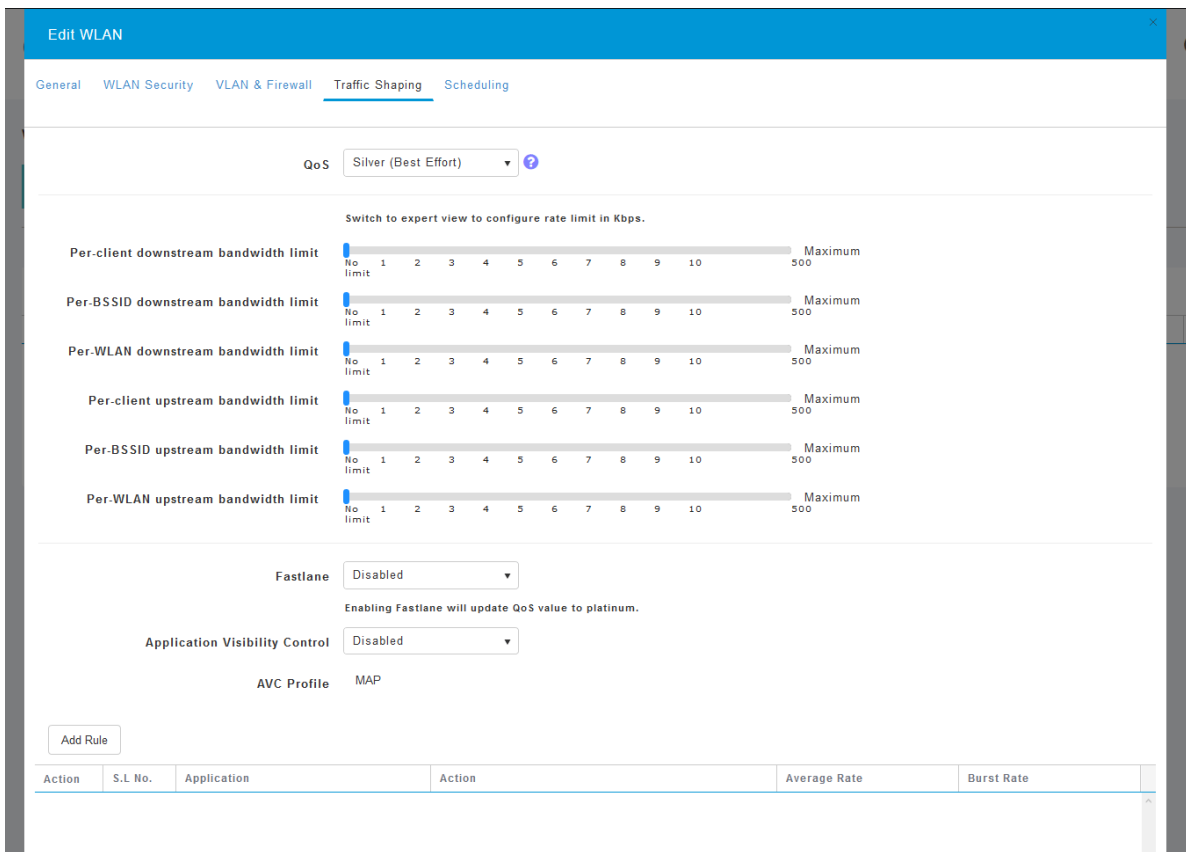 Edit WLAN
General WLAN Security VLAN & Firewall Traffic Shaping Scheduling
QoS Silver (Best Effort) ?
Switch to expert view to configure rate limit in Kbps.
Per-client downstream bandwidth limit Maximum
No limit 1 2 3 4 5 6 7 8 9 10 500
Per-BSSID downstream bandwidth limit Maximum
No limit 1 2 3 4 5 6 7 8 9 10 500
Per-WLAN downstream bandwidth limit Maximum
No limit 1 2 3 4 5 6 7 8 9 10 500
Per-client upstream bandwidth limit Maximum
No limit 1 2 3 4 5 6 7 8 9 10 500
Per-BSSID upstream bandwidth limit Maximum
No limit 1 2 3 4 5 6 7 8 9 10 500
Per-WLAN upstream bandwidth limit Maximum
No limit 1 2 3 4 5 6 7 8 9 10 500
Fastlane Disabled
Enabling Fastlane will update QoS value to platinum.
Application Visibility Control Disabled
AVC Profile MAP
Add Rule
Action S.L No. Application Action Average Rate Burst Rate